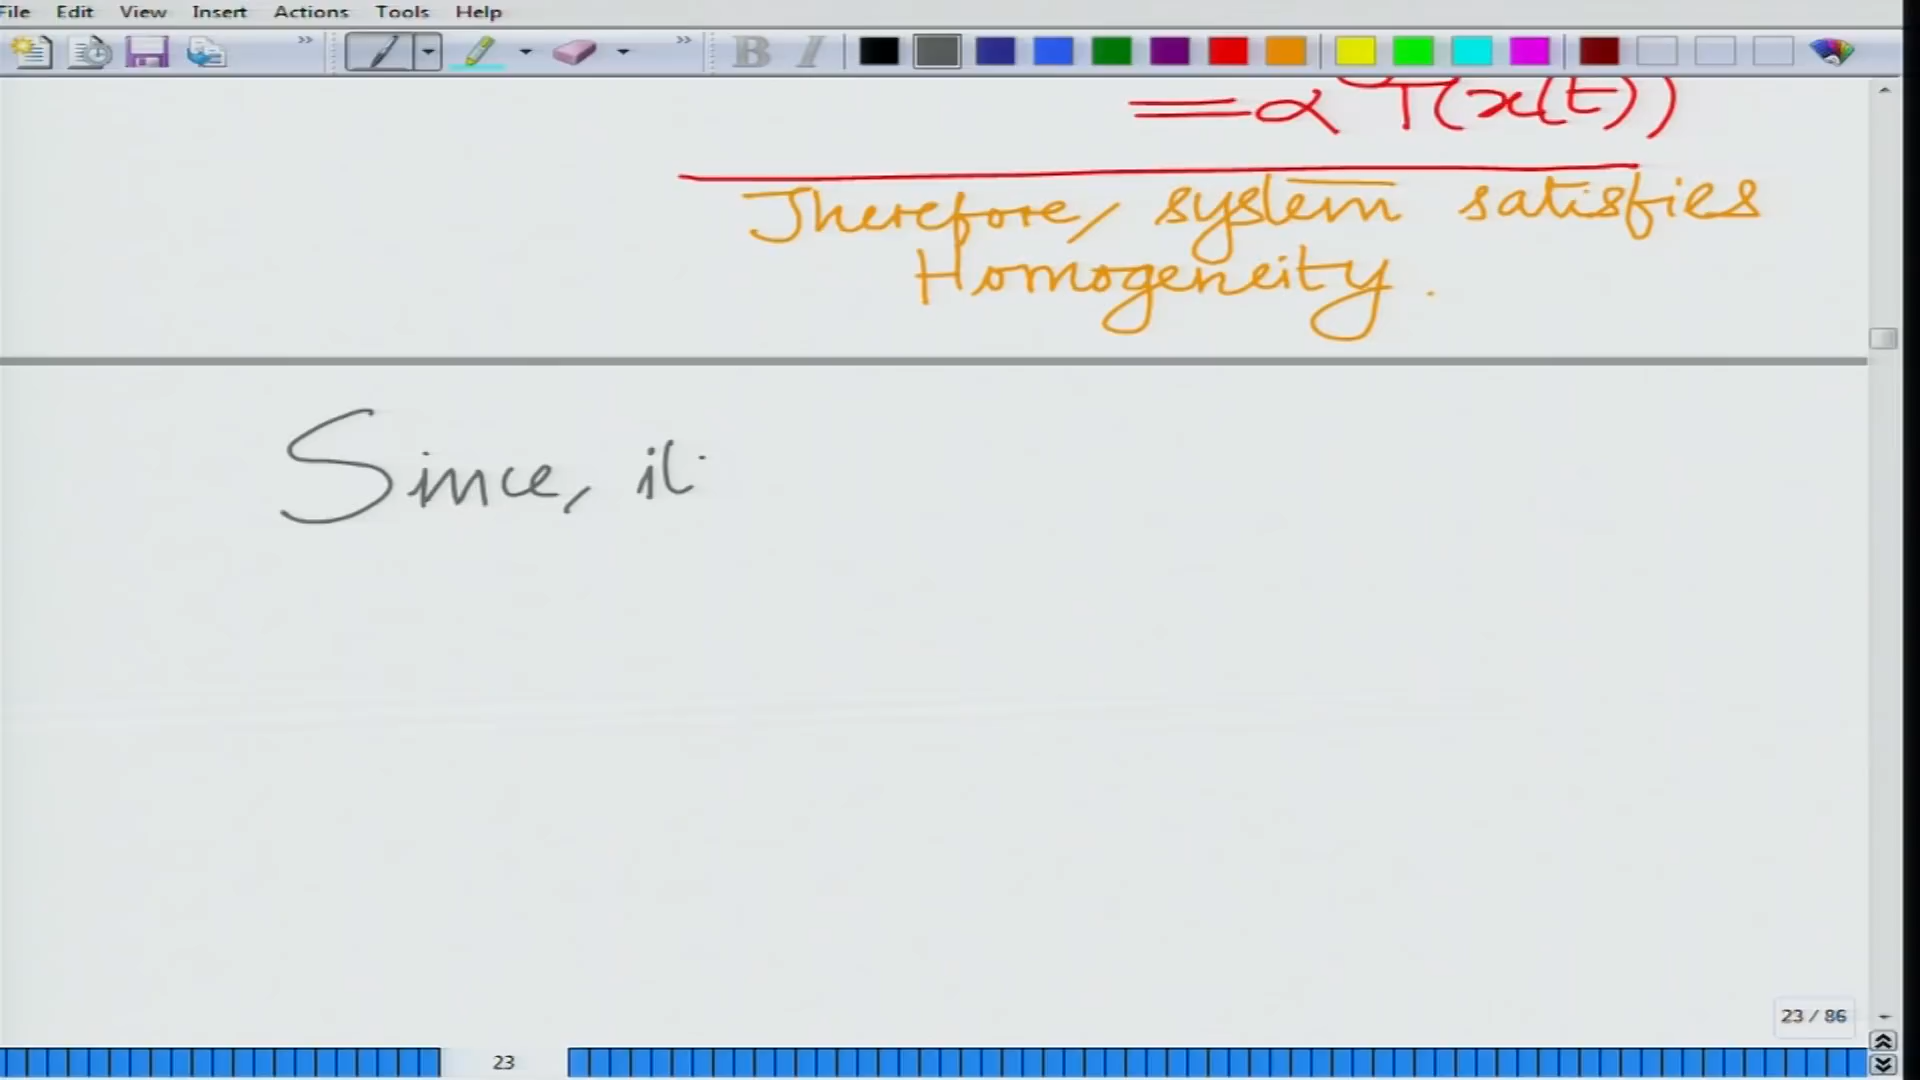 File Edit View Insert Actions Tools Help
B I
=α T(x(t))
Therefore, system satisfies
Homogeneity.
Since, it
23 / 86
23